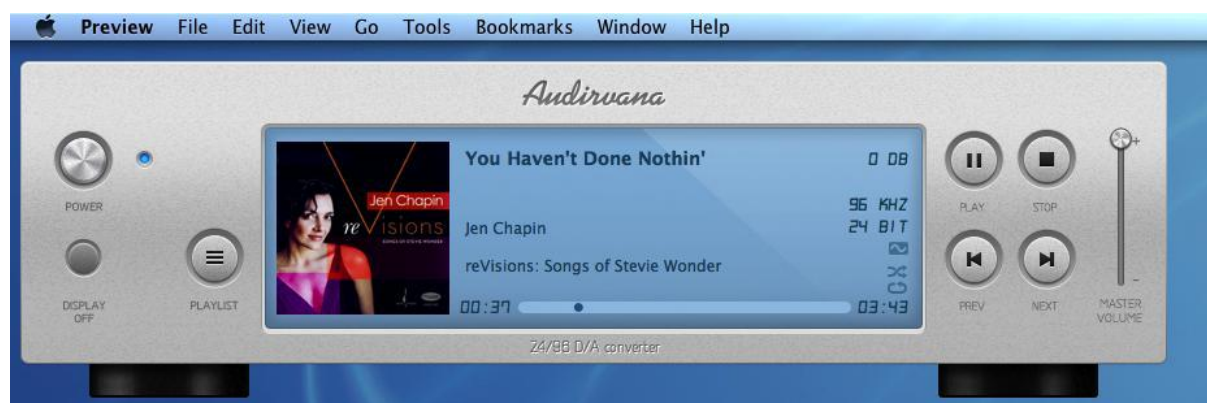 Preview File Edit View Go Tools Bookmarks Window Help
Audirvana
POWER
DISPLAY
OFF
PLAYLIST
Jen Chapin
reVisions
SONGS OF STEVIE WONDER
You Haven't Done Nothin'
0 DB
96 KHZ
Jen Chapin
24 BIT
reVisions: Songs of Stevie Wonder
00:37
03:43
PLAY
STOP
PREV
NEXT
+
-
MASTER
VOLUME
24/96 D/A converter